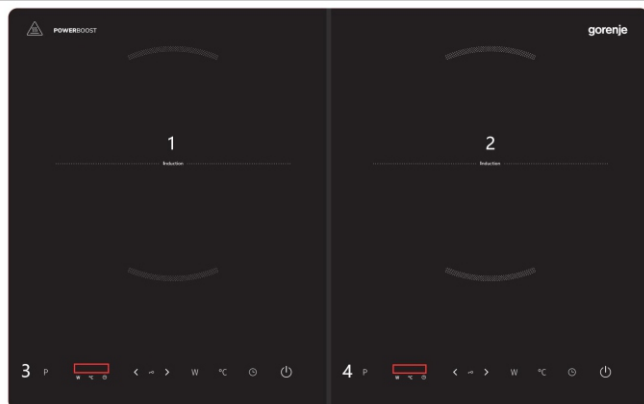 POWERBOOST
gorenje
1
2
Induction
Induction
3 P W °C < > W °C
4 P W °C < > W °C